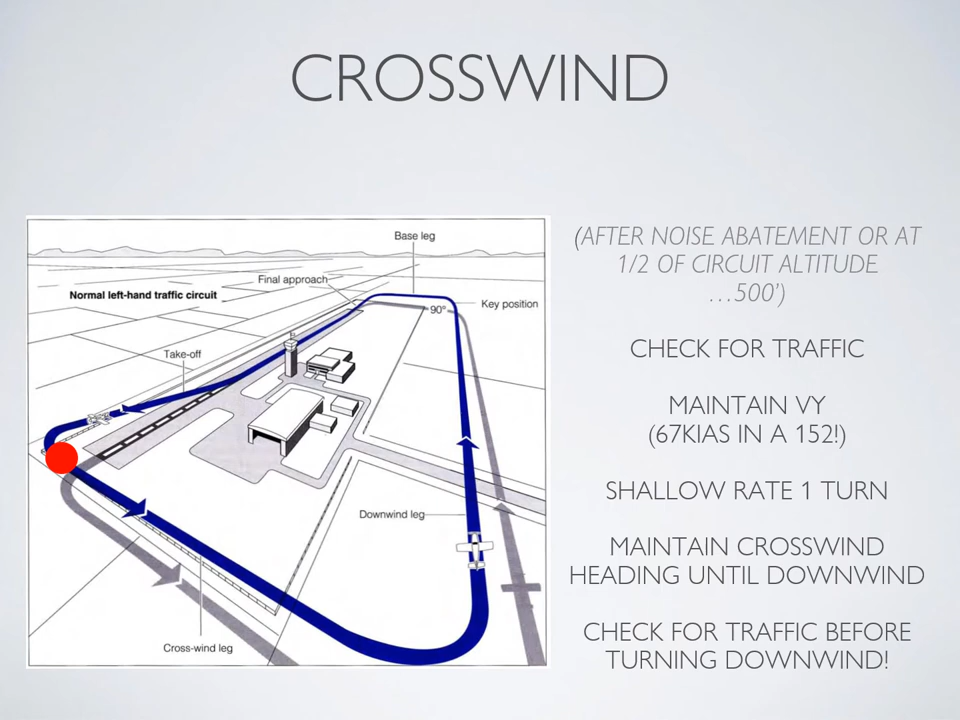 CROSSWIND
Base leg
Final approach
Normal left-hand traffic circuit
Key position
90°
Take-off
Downwind leg
Cross-wind leg
(AFTER NOISE ABATEMENT OR AT
1/2 OF CIRCUIT ALTITUDE
…500’)
CHECK FOR TRAFFIC
MAINTAIN VY
(67KIAS IN A 152!)
SHALLOW RATE 1 TURN
MAINTAIN CROSSWIND
HEADING UNTIL DOWNWIND
CHECK FOR TRAFFIC BEFORE
TURNING DOWNWIND!